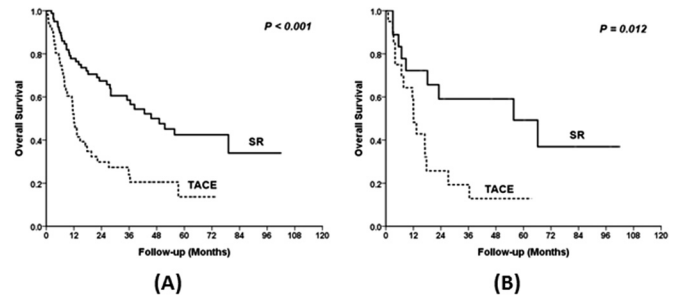 P < 0.001
Overall Survival
1.0
0.8
0.6
0.4
0.2
0.0
SR
TACE
0 12 24 36 48 60 72 84 96 108 120
Follow-up (Months)
(A)
P = 0.012
Overall Survival
1.0
0.8
0.6
0.4
0.2
0.0
SR
TACE
0 12 24 36 48 60 72 84 96 108 120
Follow-up (Months)
(B)